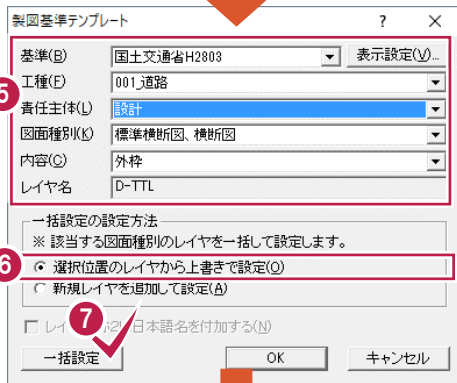 製図基準テンプレート ? ×
基準(B) 国土交通省H2803 表示設定(V)...
5
工種(F) 001_道路
責任主体(L) 設計
図面種別(K) 標準横断図、横断図
内容(C) 外枠
レイヤ名 D-TTL
一括設定の設定方法
※ 該当する図面種別のレイヤを一括して設定します。
6
選択位置のレイヤから上書きで設定(O)
新規レイヤを追加して設定(A)
7
レイ 日本語名を付加する(N)
一括設定 OK キャンセル